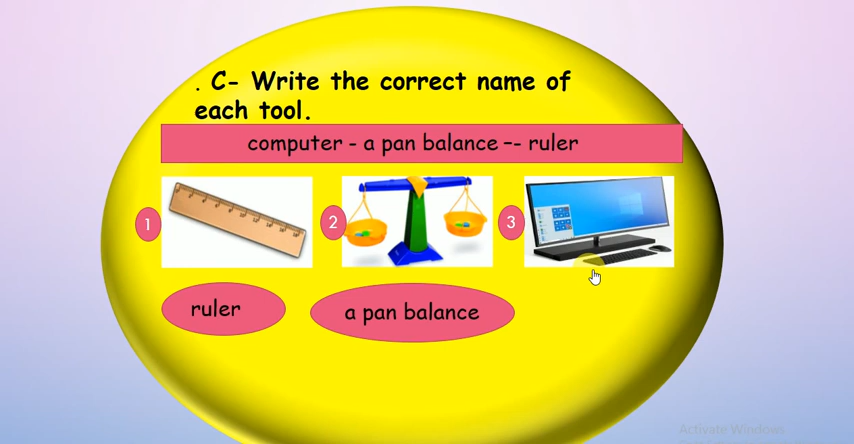 . C- Write the correct name of
each tool.
computer - a pan balance –- ruler
1
2
3
ruler
a pan balance
Activate Windows